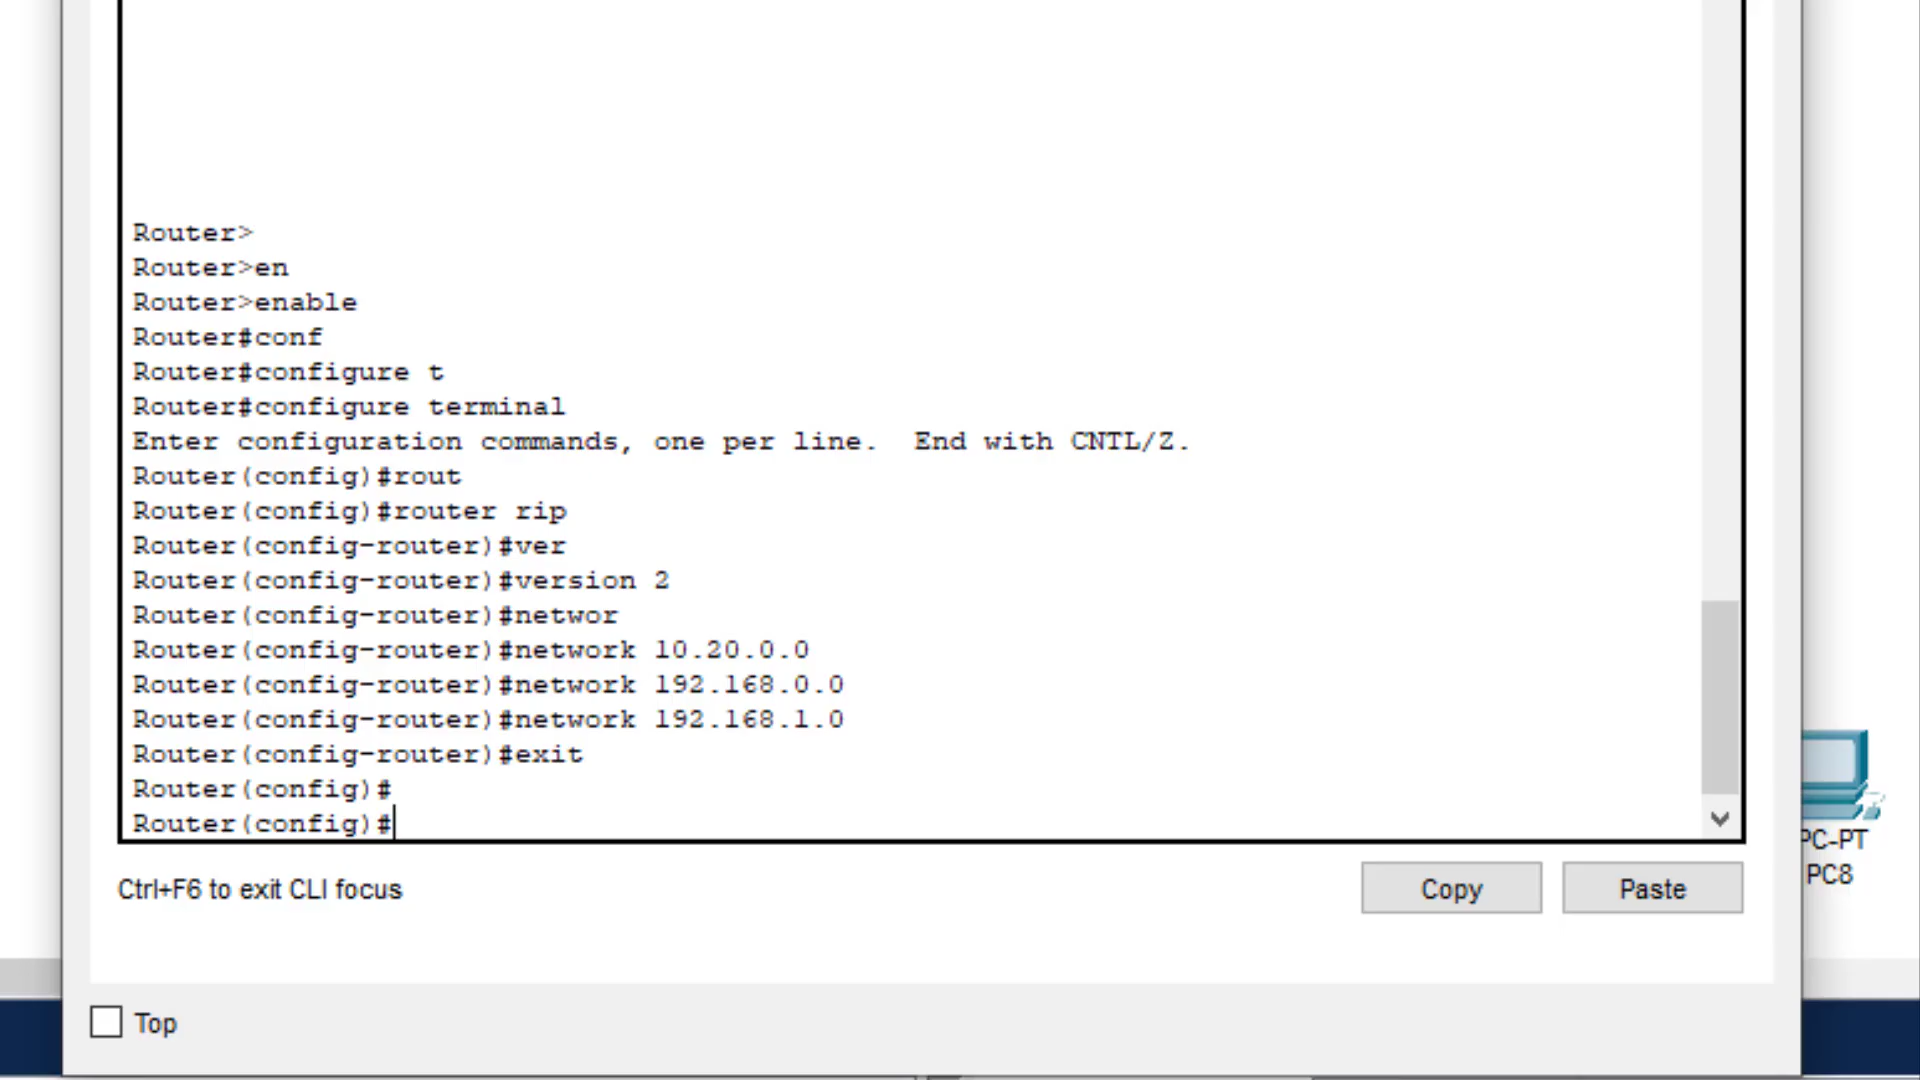 Router>
Router>en
Router>enable
Router#conf
Router#configure t
Router#configure terminal
Enter configuration commands, one per line.  End with CNTL/Z.
Router(config)#rout
Router(config)#router rip
Router(config-router)#ver
Router(config-router)#version 2
Router(config-router)#networ
Router(config-router)#network 10.20.0.0
Router(config-router)#network 192.168.0.0
Router(config-router)#network 192.168.1.0
Router(config-router)#exit
Router(config)#
Router(config)#
PC-PT
PC8
Ctrl+F6 to exit CLI focus
Copy
Paste
Top